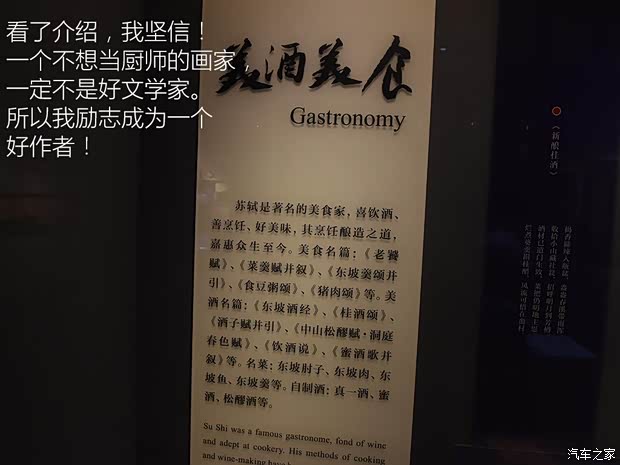 看了介绍，我坚信！
一个不想当厨师的画家
一定不是好文学家。
所以我励志成为一个
好作者！
美酒美食
Gastronomy
苏轼是著名的美食家，喜饮酒、
善烹饪、好美味，其烹饪酿造之道，
嘉惠众生至今。美食名篇：《老饕
赋》、《菜羹赋并叙》、《东坡羹颂并
引》、《食豆粥颂》、《猪肉颂》等。美
酒名篇：《东坡酒经》、《桂酒颂》、
《酒子赋并引》、《中山松醪赋·洞庭
春色赋》、《饮酒说》、《蜜酒歌并
叙》等。名菜：东坡肘子、东坡肉、东
坡鱼、东坡羹等。自制酒：真一酒、蜜
酒、松醪酒等。
Su Shi was a famous gastronome, fond of wine
and adept at cookery. His methods of cooking
and wine-making have
《新酿桂酒》
汽车之家